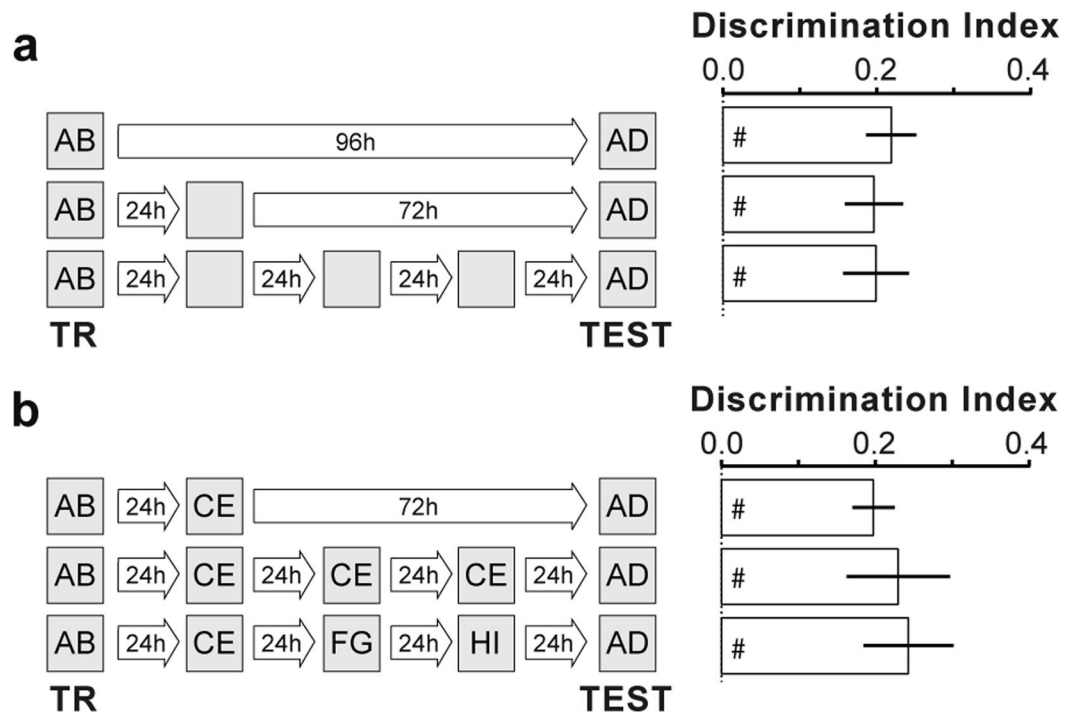 a
Discrimination Index
0.0 0.2 0.4
AB 96h AD #
AB 24h 72h AD #
AB 24h 24h 24h 24h AD #
TR TEST
b
Discrimination Index
0.0 0.2 0.4
AB 24h CE 72h AD #
AB 24h CE 24h CE 24h CE 24h AD #
AB 24h CE 24h FG 24h HI 24h AD #
TR TEST